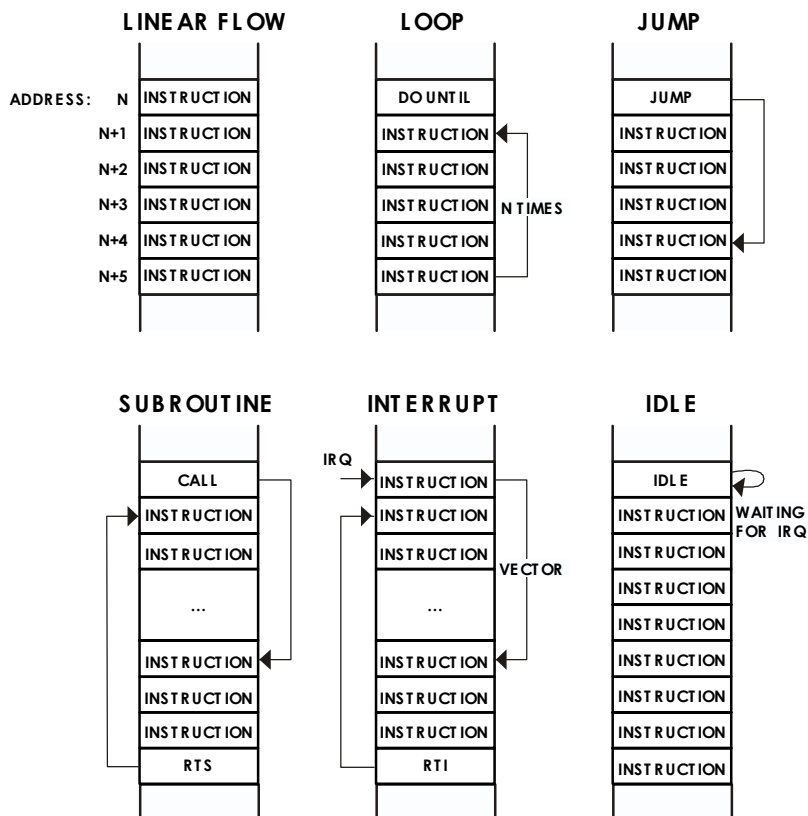 LINEAR FLOW LOOP JUMP
ADDRESS: N INSTRUCTION DO UNTIL JUMP
N+1 INSTRUCTION INSTRUCTION INSTRUCTION
N+2 INSTRUCTION INSTRUCTION INSTRUCTION
N+3 INSTRUCTION INSTRUCTION N TIMES INSTRUCTION
N+4 INSTRUCTION INSTRUCTION INSTRUCTION
N+5 INSTRUCTION INSTRUCTION INSTRUCTION
SUBROUTINE INTERRUPT IDLE
CALL IRQ INSTRUCTION IDLE
INSTRUCTION INSTRUCTION INSTRUCTION WAITING
FOR IRQ
INSTRUCTION INSTRUCTION VECTOR INSTRUCTION
... ... INSTRUCTION
INSTRUCTION
INSTRUCTION INSTRUCTION INSTRUCTION
INSTRUCTION INSTRUCTION INSTRUCTION
INSTRUCTION INSTRUCTION INSTRUCTION
RTS RTI INSTRUCTION